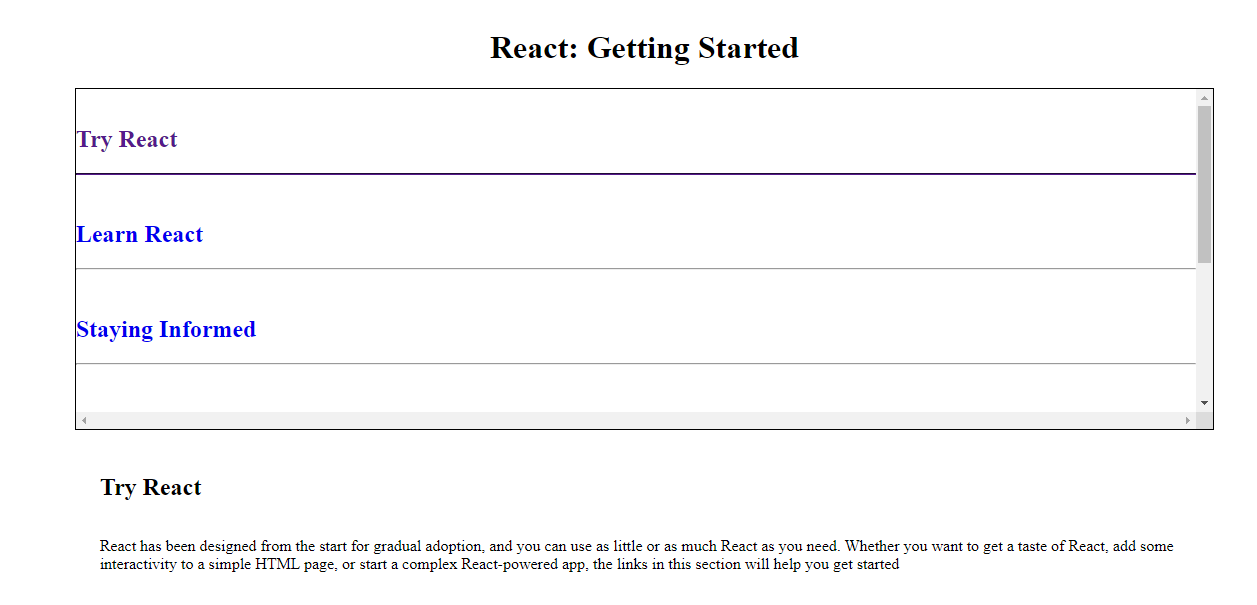 React: Getting Started
Try React
Learn React
Staying Informed
Try React
React has been designed from the start for gradual adoption, and you can use as little or as much React as you need. Whether you want to get a taste of React, add some
interactivity to a simple HTML page, or start a complex React-powered app, the links in this section will help you get started